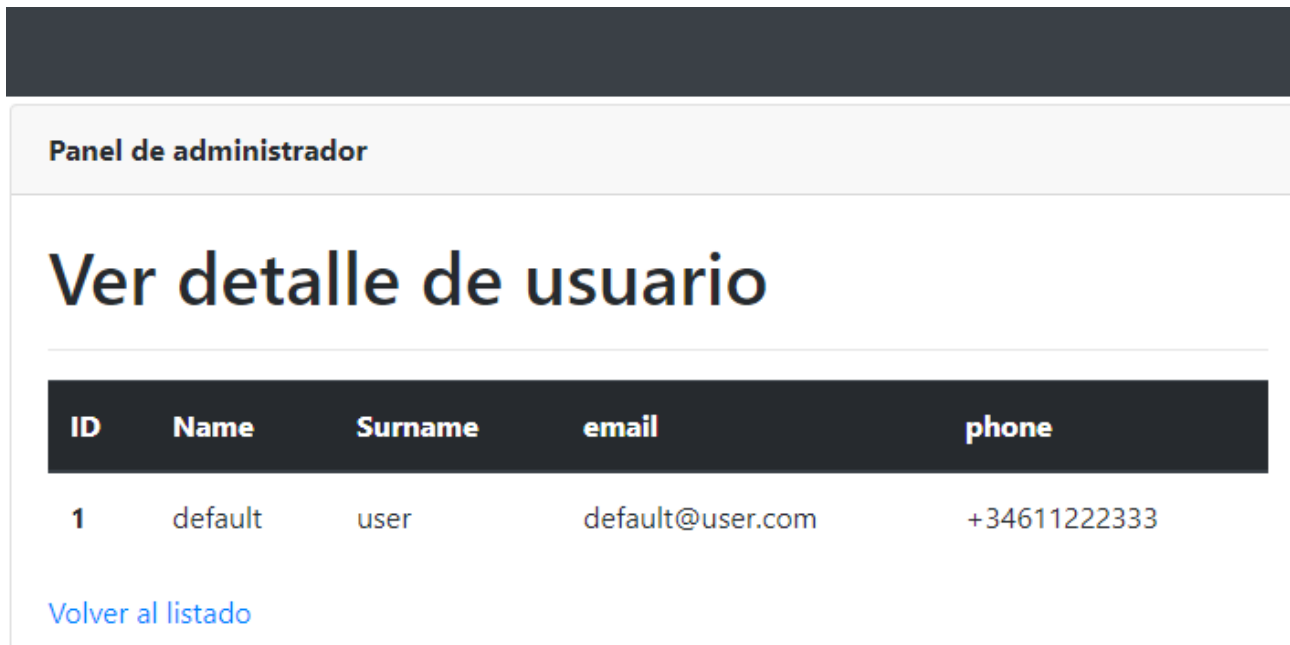 Panel de administrador
Ver detalle de usuario
ID Name Surname email phone
1 default user default@user.com +34611222333
Volver al listado